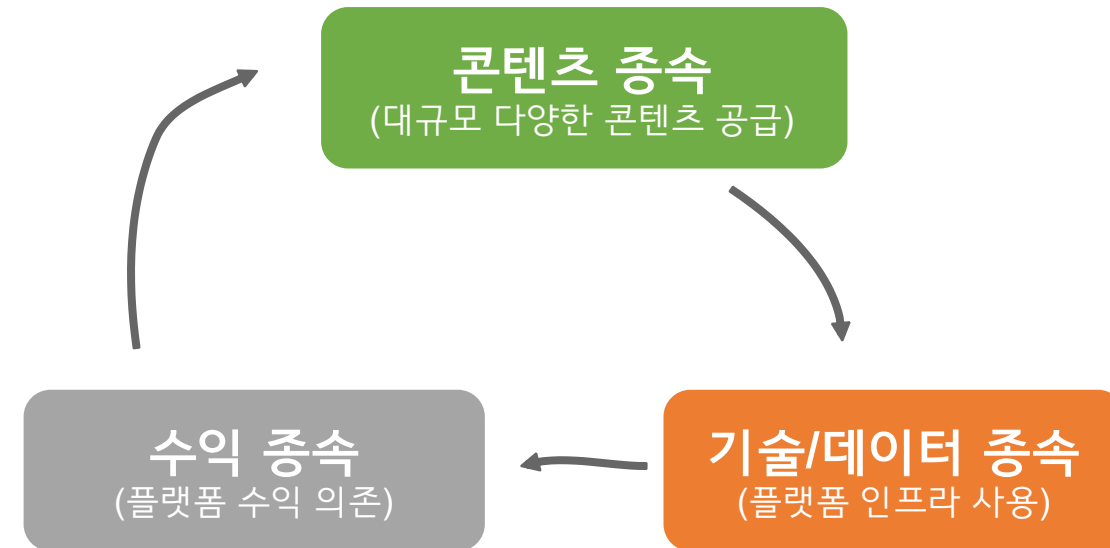 콘텐츠 종속
(대규모 다양한 콘텐츠 공급)
수익 종속
(플랫폼 수익 의존)
기술/데이터 종속
(플랫폼 인프라 사용)